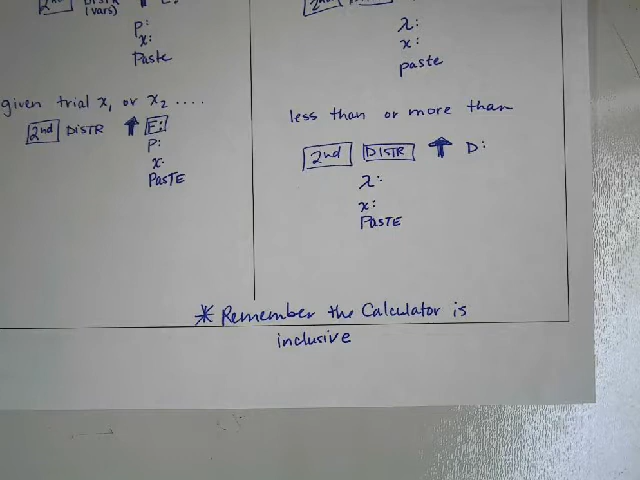 (vars)
p:
x:
Paste
given trial x, or x₂ ....
2nd DISTR ↑ E:
P:
x:
PasTE
λ:
x:
paste
less than or more than
2nd DISTR ↑ D:
λ:
x:
PasTE
* Remember the Calculator is
inclusive